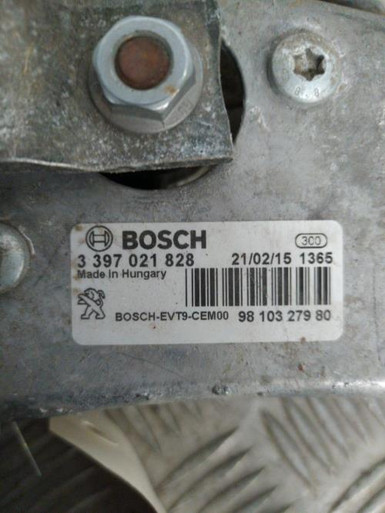 BOSCH 300
3 397 021 828 21/02/15 1365
Made in Hungary
BOSCH-EVT9-CEM00 98 103 279 80